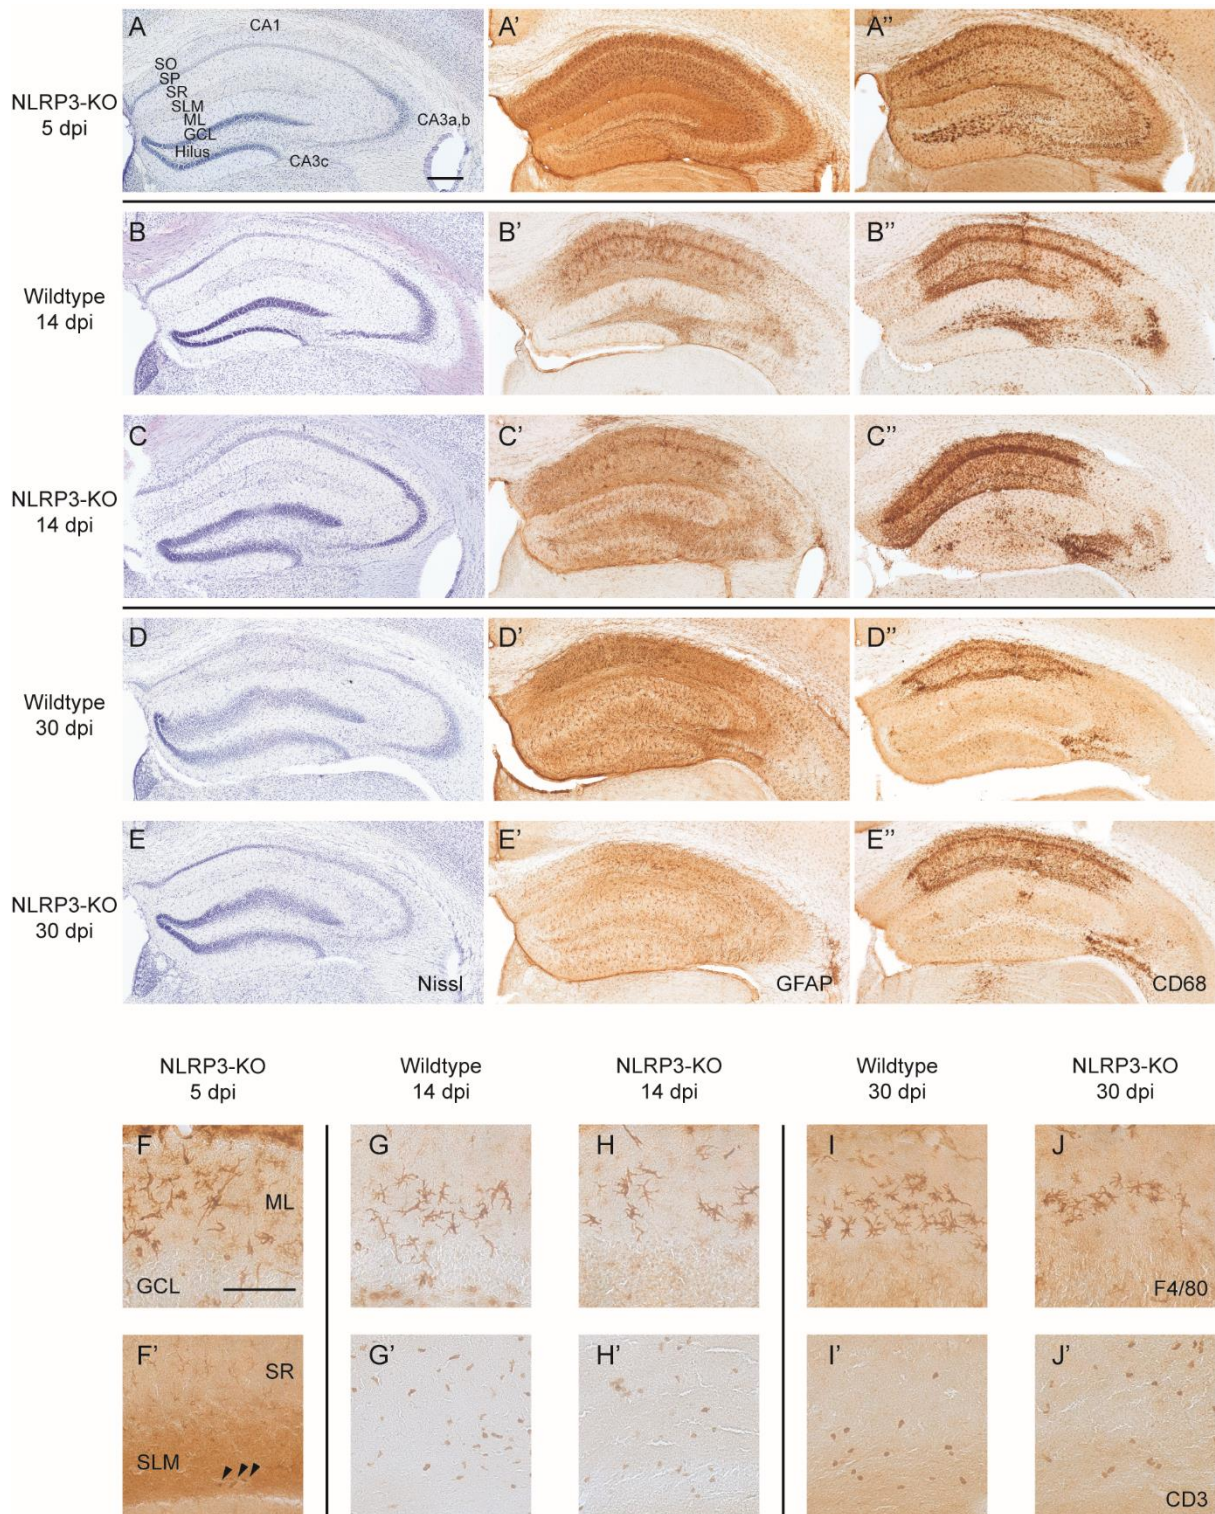 A
CA1
SO
SP
SR
SLM
ML
GCL
Hilus
CA3a,b
CA3c
A'
A''
NLRP3-KO
5 dpi
B
B'
B''
Wildtype
14 dpi
C
C'
C''
NLRP3-KO
14 dpi
D
D'
D''
Wildtype
30 dpi
E
E'
E''
NLRP3-KO
30 dpi
Nissl
GFAP
CD68
NLRP3-KO
5 dpi
Wildtype
14 dpi
NLRP3-KO
14 dpi
Wildtype
30 dpi
NLRP3-KO
30 dpi
F
ML
GCL
G
H
I
J
F4/80
F'
SR
SLM
G'
H'
I'
J'
CD3